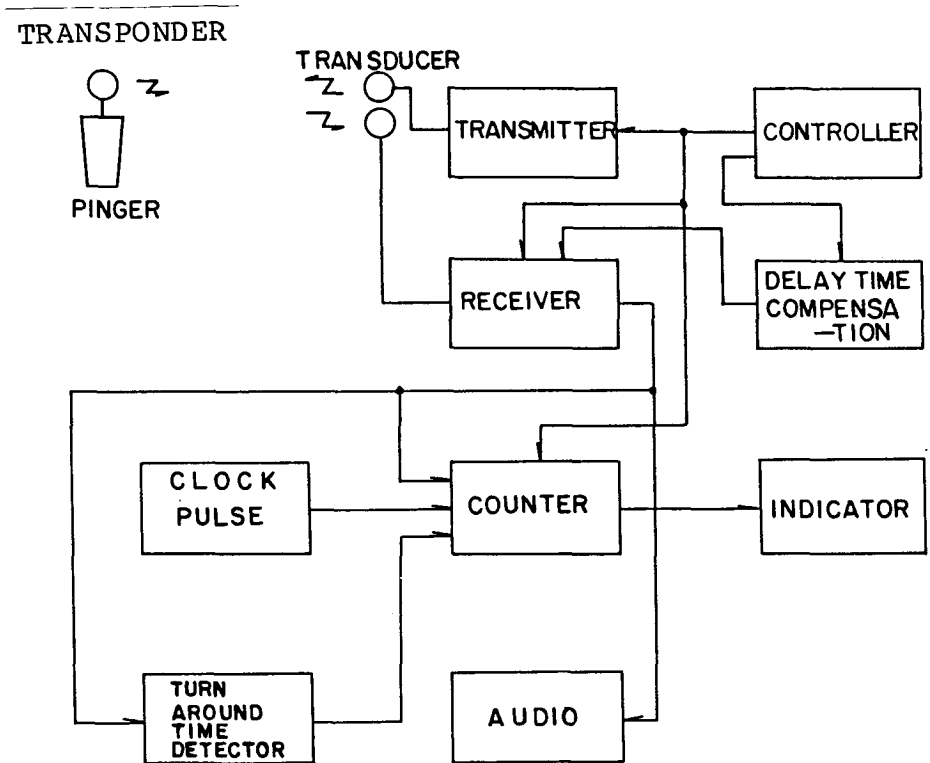 TRANSPONDER
TRANSDUCER
PINGER
TRANSMITTER
CONTROLLER
RECEIVER
DELAY TIME
COMPENSA
-TION
CLOCK
PULSE
COUNTER
INDICATOR
TURN
AROUND
TIME
DETECTOR
AUDIO